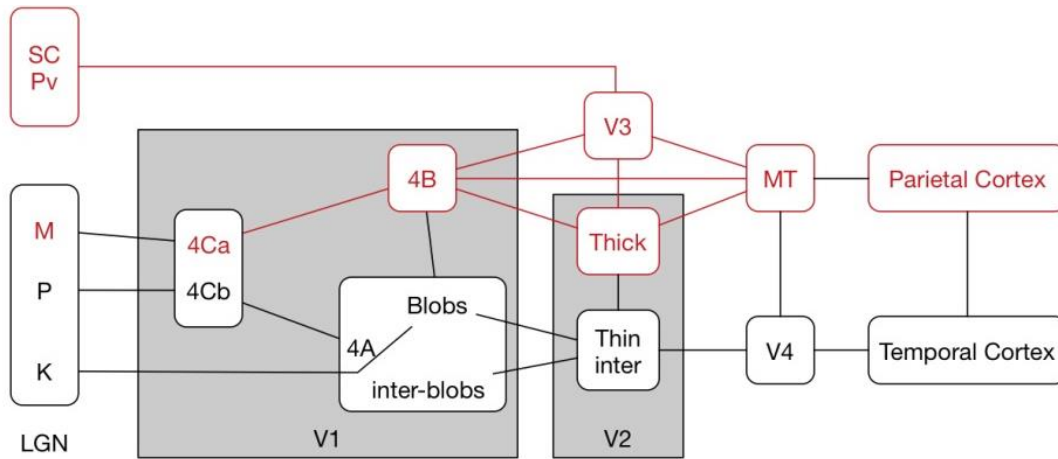 SC
Pv
V3
4B
MT
Parietal Cortex
M
4Ca
Thick
P
4Cb
Blobs
4A
Thin
inter
V4
Temporal Cortex
K
inter-blobs
LGN
V1
V2